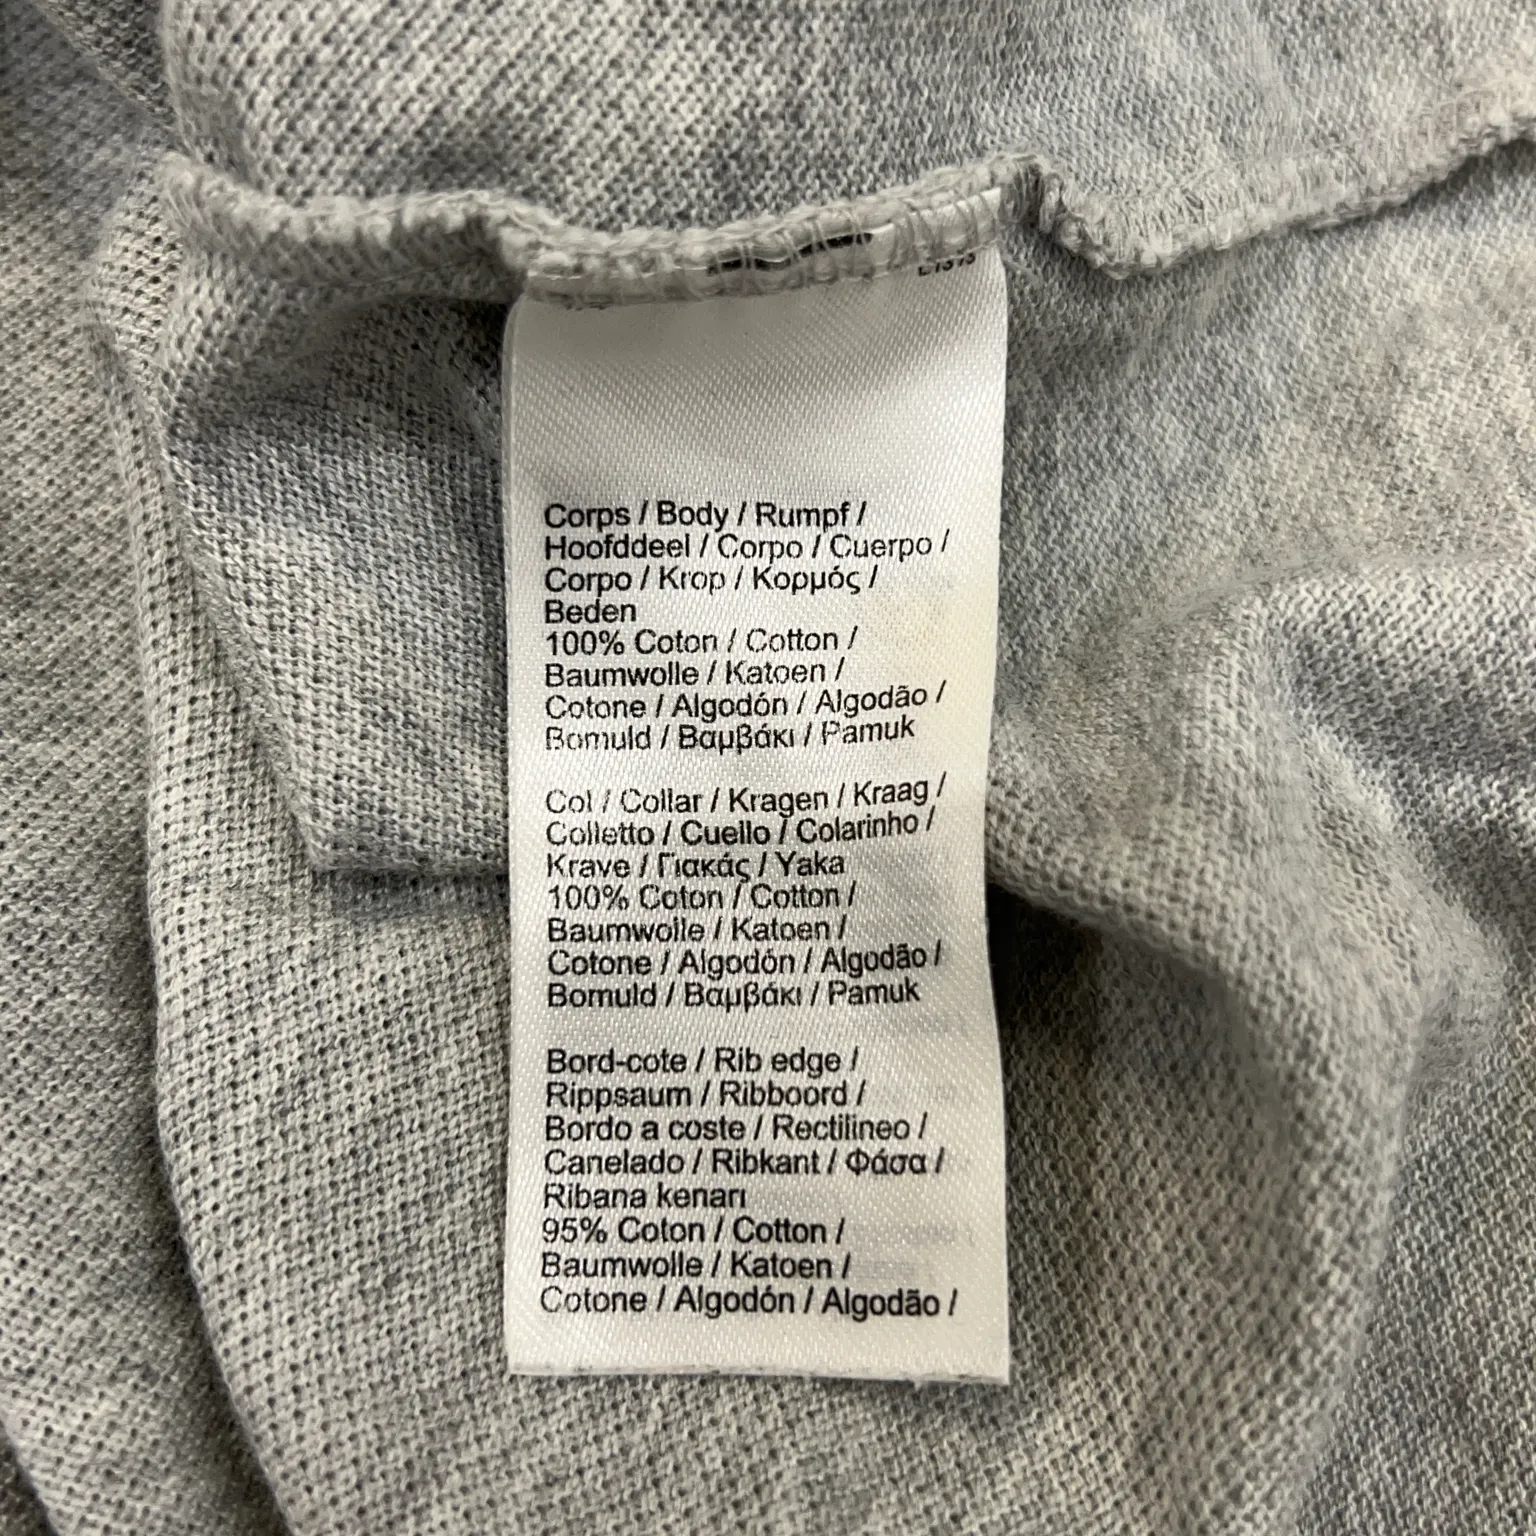 Corps / Body / Rumpf /
Hoofddeel / Corpo / Cuerpo /
Corpo / Krop / Κορμός /
Beden
100% Coton / Cotton /
Baumwolle / Katoen /
Cotone / Algodón / Algodão /
Bomuld / Βαμβάκι / Pamuk
Col / Collar / Kragen / Kraag /
Colletto / Cuello / Colarinho /
Krave / Γιακάς / Yaka
100% Coton / Cotton /
Baumwolle / Katoen /
Cotone / Algodón / Algodão /
Bomuld / Βαμβάκι / Pamuk
Bord-cote / Rib edge /
Rippsaum / Ribboord /
Bordo a coste / Rectilineo /
Canelado / Ribkant / Φάσα /
Ribana kenarı
95% Coton / Cotton /
Baumwolle / Katoen /
Cotone / Algodón / Algodão /